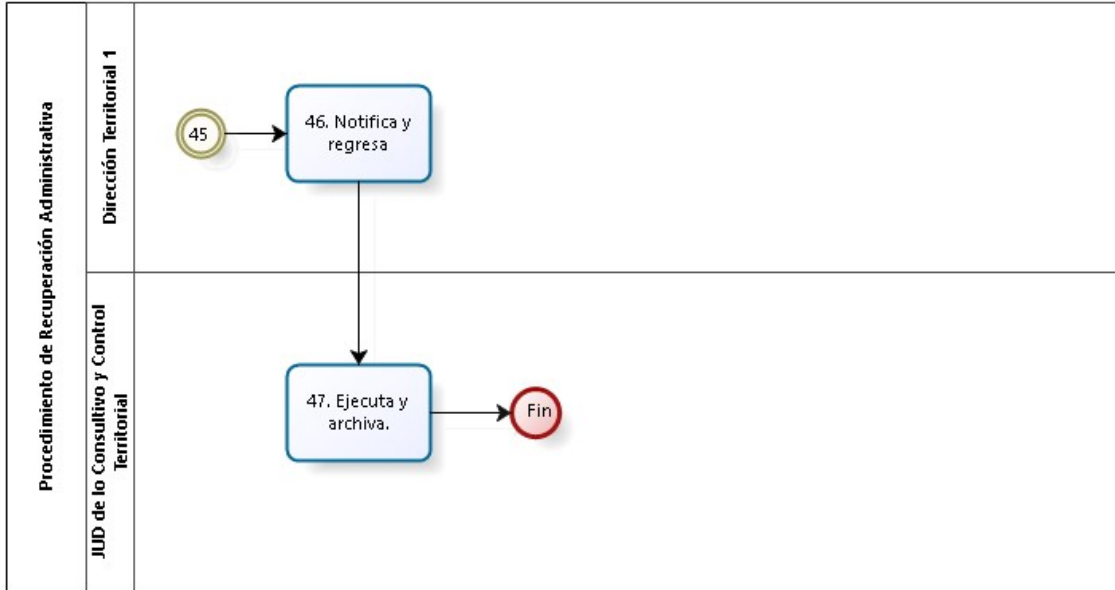 Procedimiento de Recuperación Administrativa
Dirección Territorial 1
45
46. Notifica y
regresa
JUD de lo Consultivo y Control
Territorial
47. Ejecuta y
archiva.
Fin